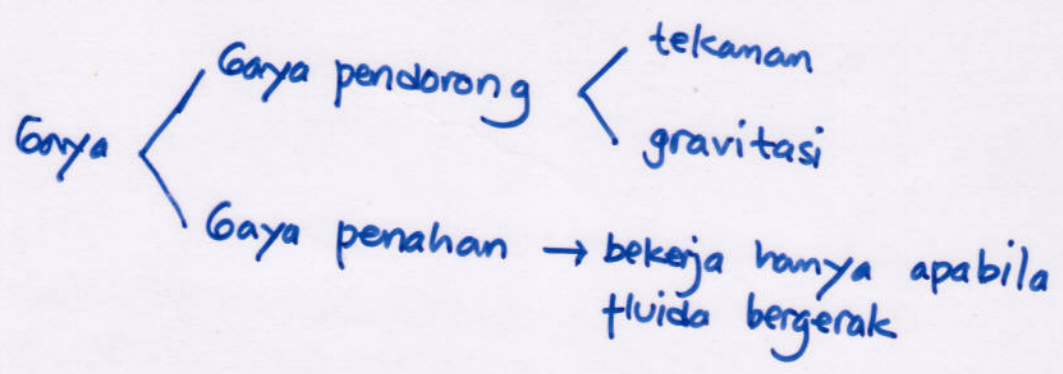 Gaya
Gaya pendorong
tekanan
gravitasi
Gaya penahan → bekerja hanya apabila
fluida bergerak